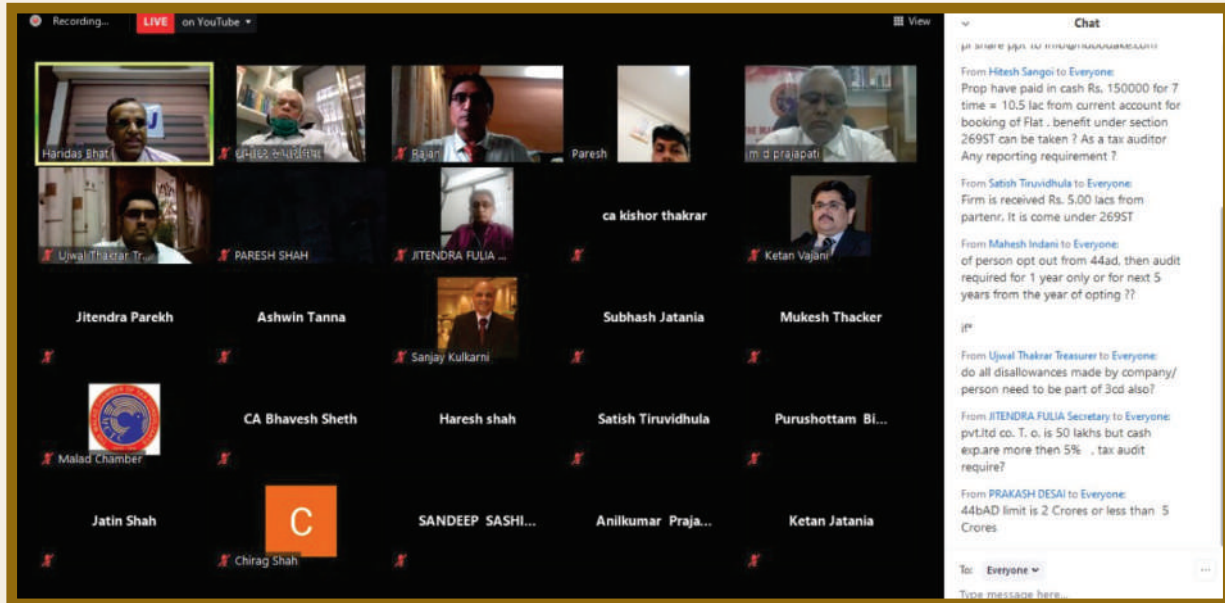 Recording...
LIVE on YouTube
View
Haridas Bhat
Rajan
Paresh
m d prajapati
Ujwal Thakrar Tr...
PARESH SHAH
JITENDRA FULIA ...
ca kishor thakrar
Ketan Vajani
Jitendra Parekh
Ashwin Tanna
Sanjay Kulkarni
Subhash Jatania
Mukesh Thacker
Malad Chamber
CA Bhavesh Sheth
Haresh shah
Satish Tiruvidhula
Purushottam Bi...
Jatin Shah
C
Chirag Shah
SANDEEP SASHI...
Anilkumar Praja...
Ketan Jatania
Chat
pl share ppt to
From Hitesh Sangoi to Everyone:
Prop have paid in cash Rs. 150000 for 7
time = 10.5 lac from current account for
booking of Flat . benefit under section
269ST can be taken ? As a tax auditor
Any reporting requirement ?
From Satish Tiruvidhula to Everyone:
Firm is received Rs. 5.00 lacs from
partenr. It is come under 269ST
From Mahesh Indani to Everyone:
of person opt out from 44ad, then audit
required for 1 year only or for next 5
years from the year of opting ??
if*
From Ujwal Thakrar Treasurer to Everyone:
do all disallowances made by company/
person need to be part of 3cd also?
From JITENDRA FULIA Secretary to Everyone:
pvt.ltd co. T. o. is 50 lakhs but cash
exp.are more then 5% , tax audit
require?
From PRAKASH DESAI to Everyone:
44bAD limit is 2 Crores or less than 5
Crores
To: Everyone
...
Type message here...